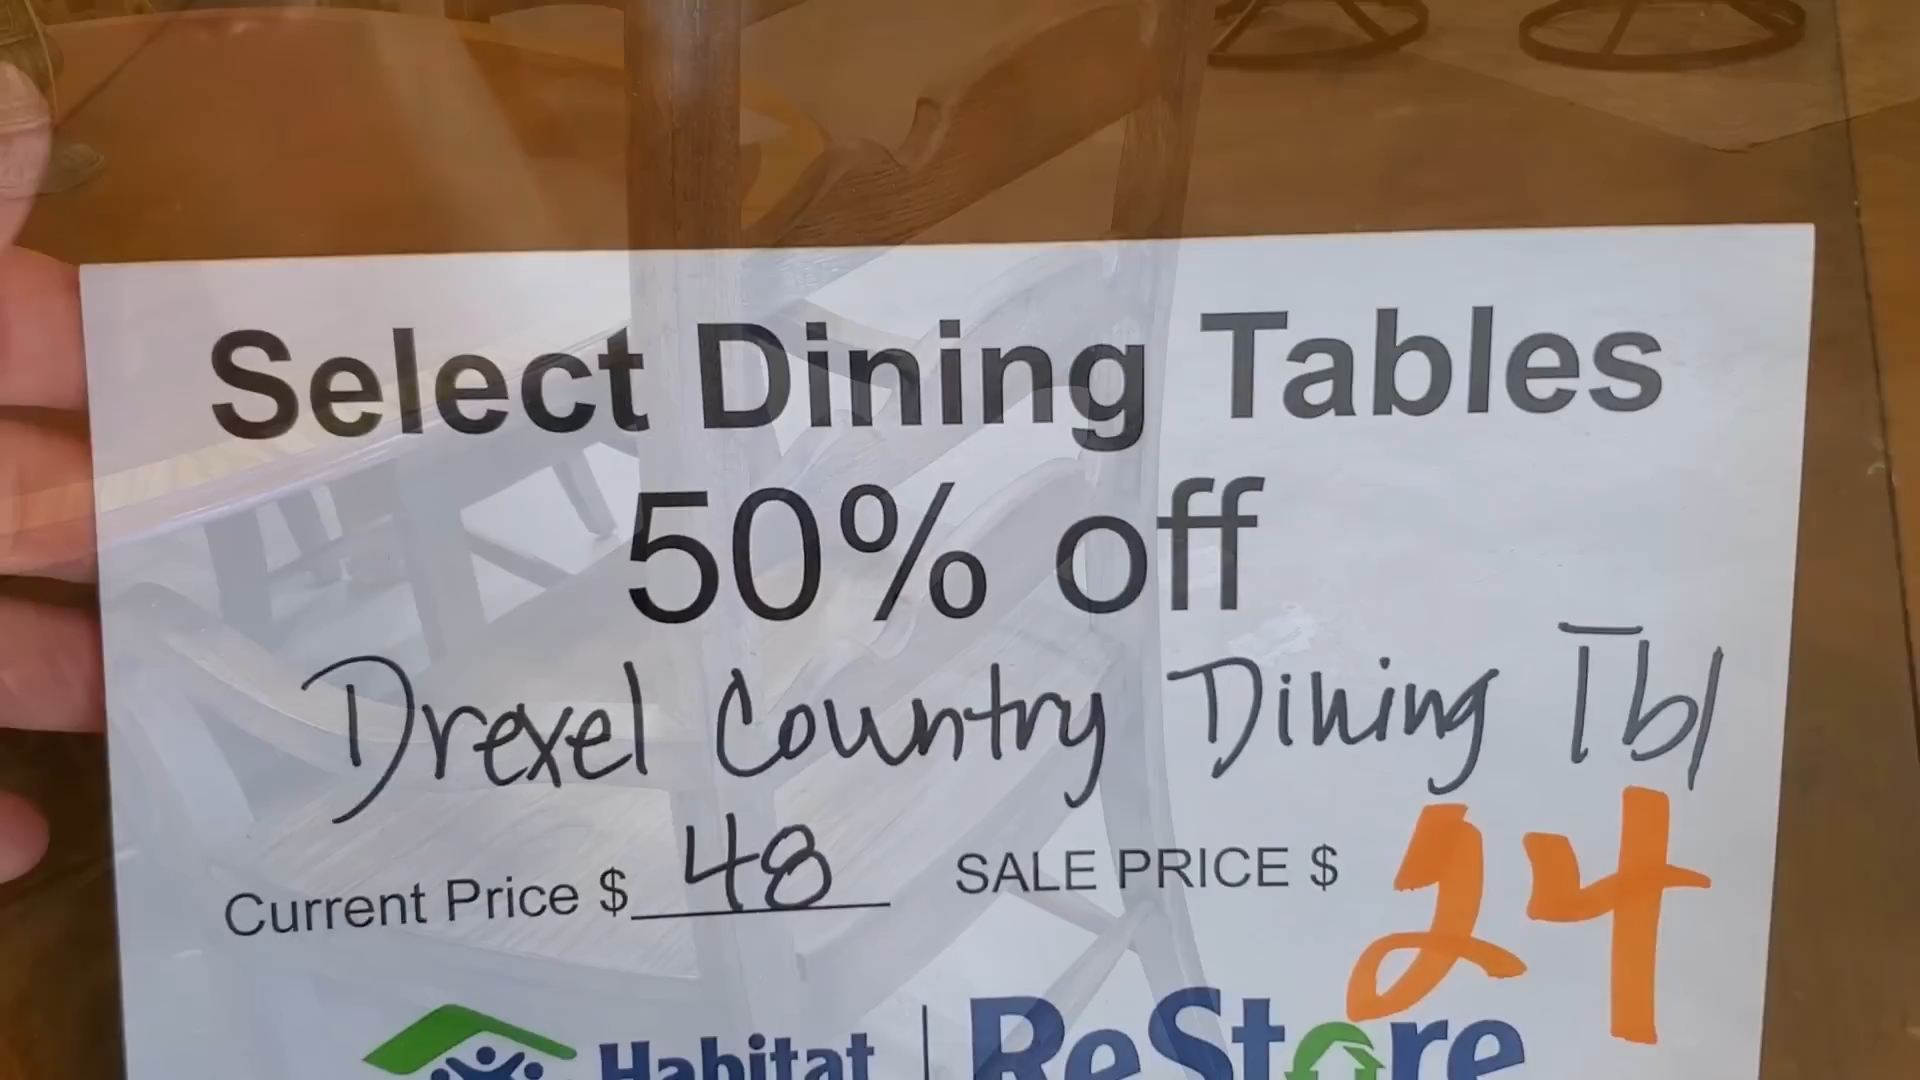 Select Dining Tables
50% off
Drexel Country Dining Tbl
Current Price $ 48 SALE PRICE $ 24
Habitat | ReStore